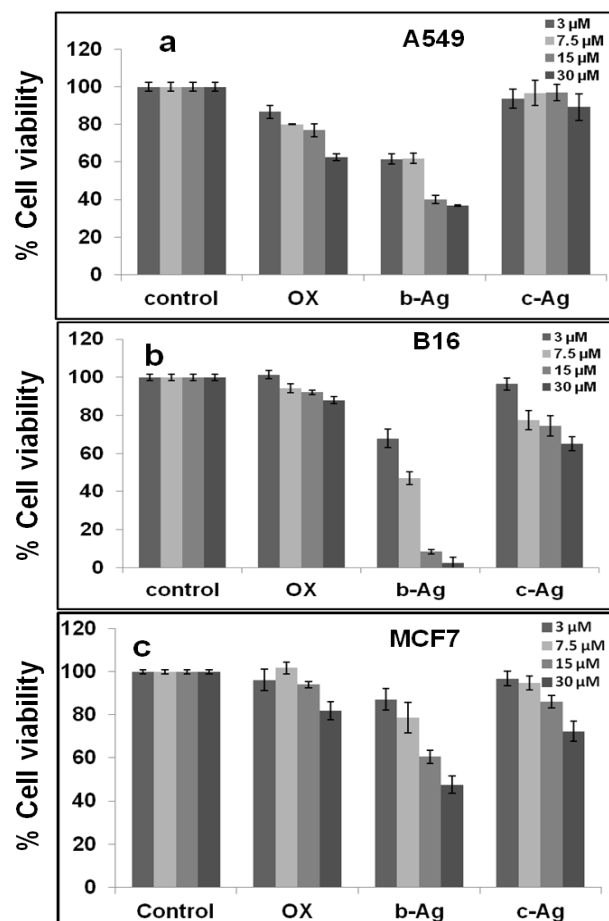 a
A549
3 µM
7.5 µM
15 µM
30 µM
% Cell viability
120
100
80
60
40
20
0
control OX b-Ag c-Ag
b
B16
3 µM
7.5 µM
15 µM
30 µM
% Cell viability
120
100
80
60
40
20
0
control OX b-Ag c-Ag
c
MCF7
3 µM
7.5 µM
15 µM
30 µM
% Cell viability
120
100
80
60
40
20
0
Control OX b-Ag c-Ag